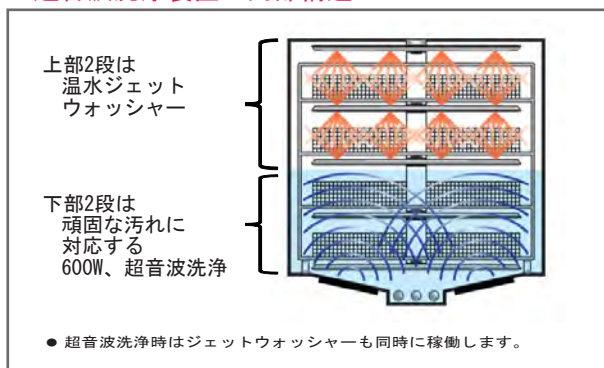 上部2段は
温水ジェット
ウォッシャー
下部2段は
頑固な汚れに
対応する
600W、超音波洗浄
● 超音波洗浄時はジェットウォッシャーも同時に稼働します。